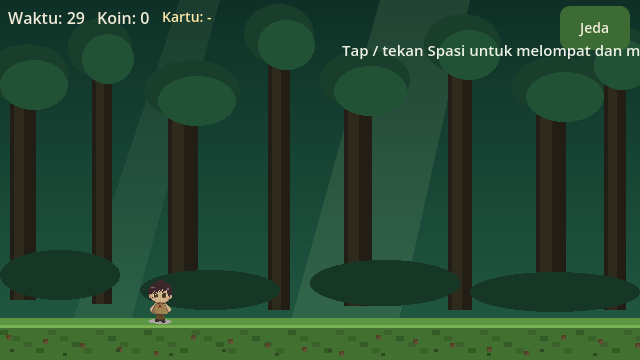 Waktu: 29 Koin: 0 Kartu: -
Jeda
Tap / tekan Spasi untuk melompat dan m